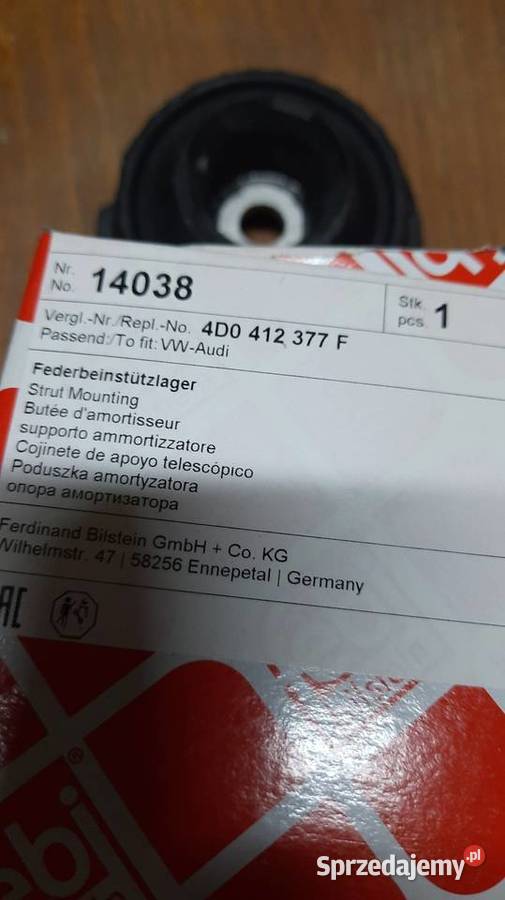 Nr.
No. 14038
Stk.
pcs. 1
Vergl.-Nr./Repl.-No. 4D0 412 377 F
Passend:/To fit: VW-Audi
Federbeinstützlager
Strut Mounting
Butée d'amortisseur
supporto ammortizzatore
Cojinete de apoyo telescópico
Poduszka amortyzatora
опора амортизатора
Ferdinand Bilstein GmbH + Co. KG
Wilhelmstr. 47 | 58256 Ennepetal | Germany
EAC
®
Sprzedajemy.pl